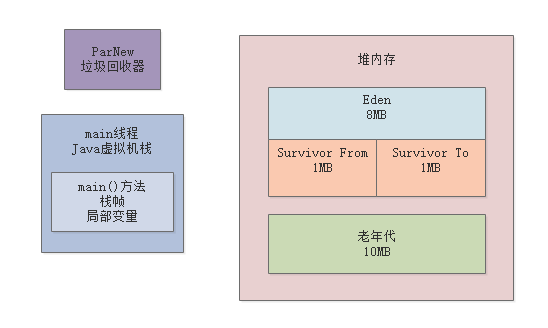 ParNew
垃圾回收器
main线程
Java虚拟机栈
main()方法
栈帧
局部变量
堆内存
Eden
8MB
Survivor From
1MB
Survivor To
1MB
老年代
10MB